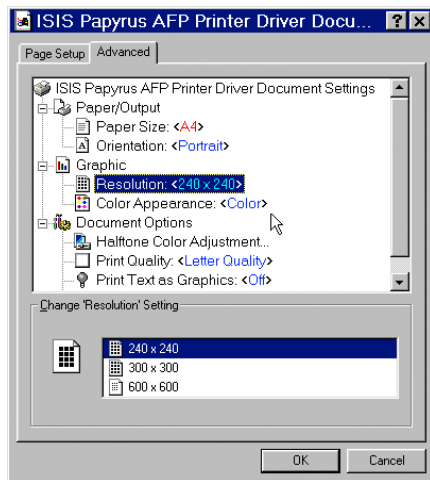 ISIS Papyrus AFP Printer Driver Docu...
Page Setup Advanced
ISIS Papyrus AFP Printer Driver Document Settings
Paper/Output
Paper Size: <A4>
Orientation: <Portrait>
Graphic
Resolution: <240 x 240>
Color Appearance: <Color>
Document Options
Halftone Color Adjustment...
Print Quality: <Letter Quality>
Print Text as Graphics: <Off>
Change 'Resolution' Setting
240 x 240
300 x 300
600 x 600
OK Cancel